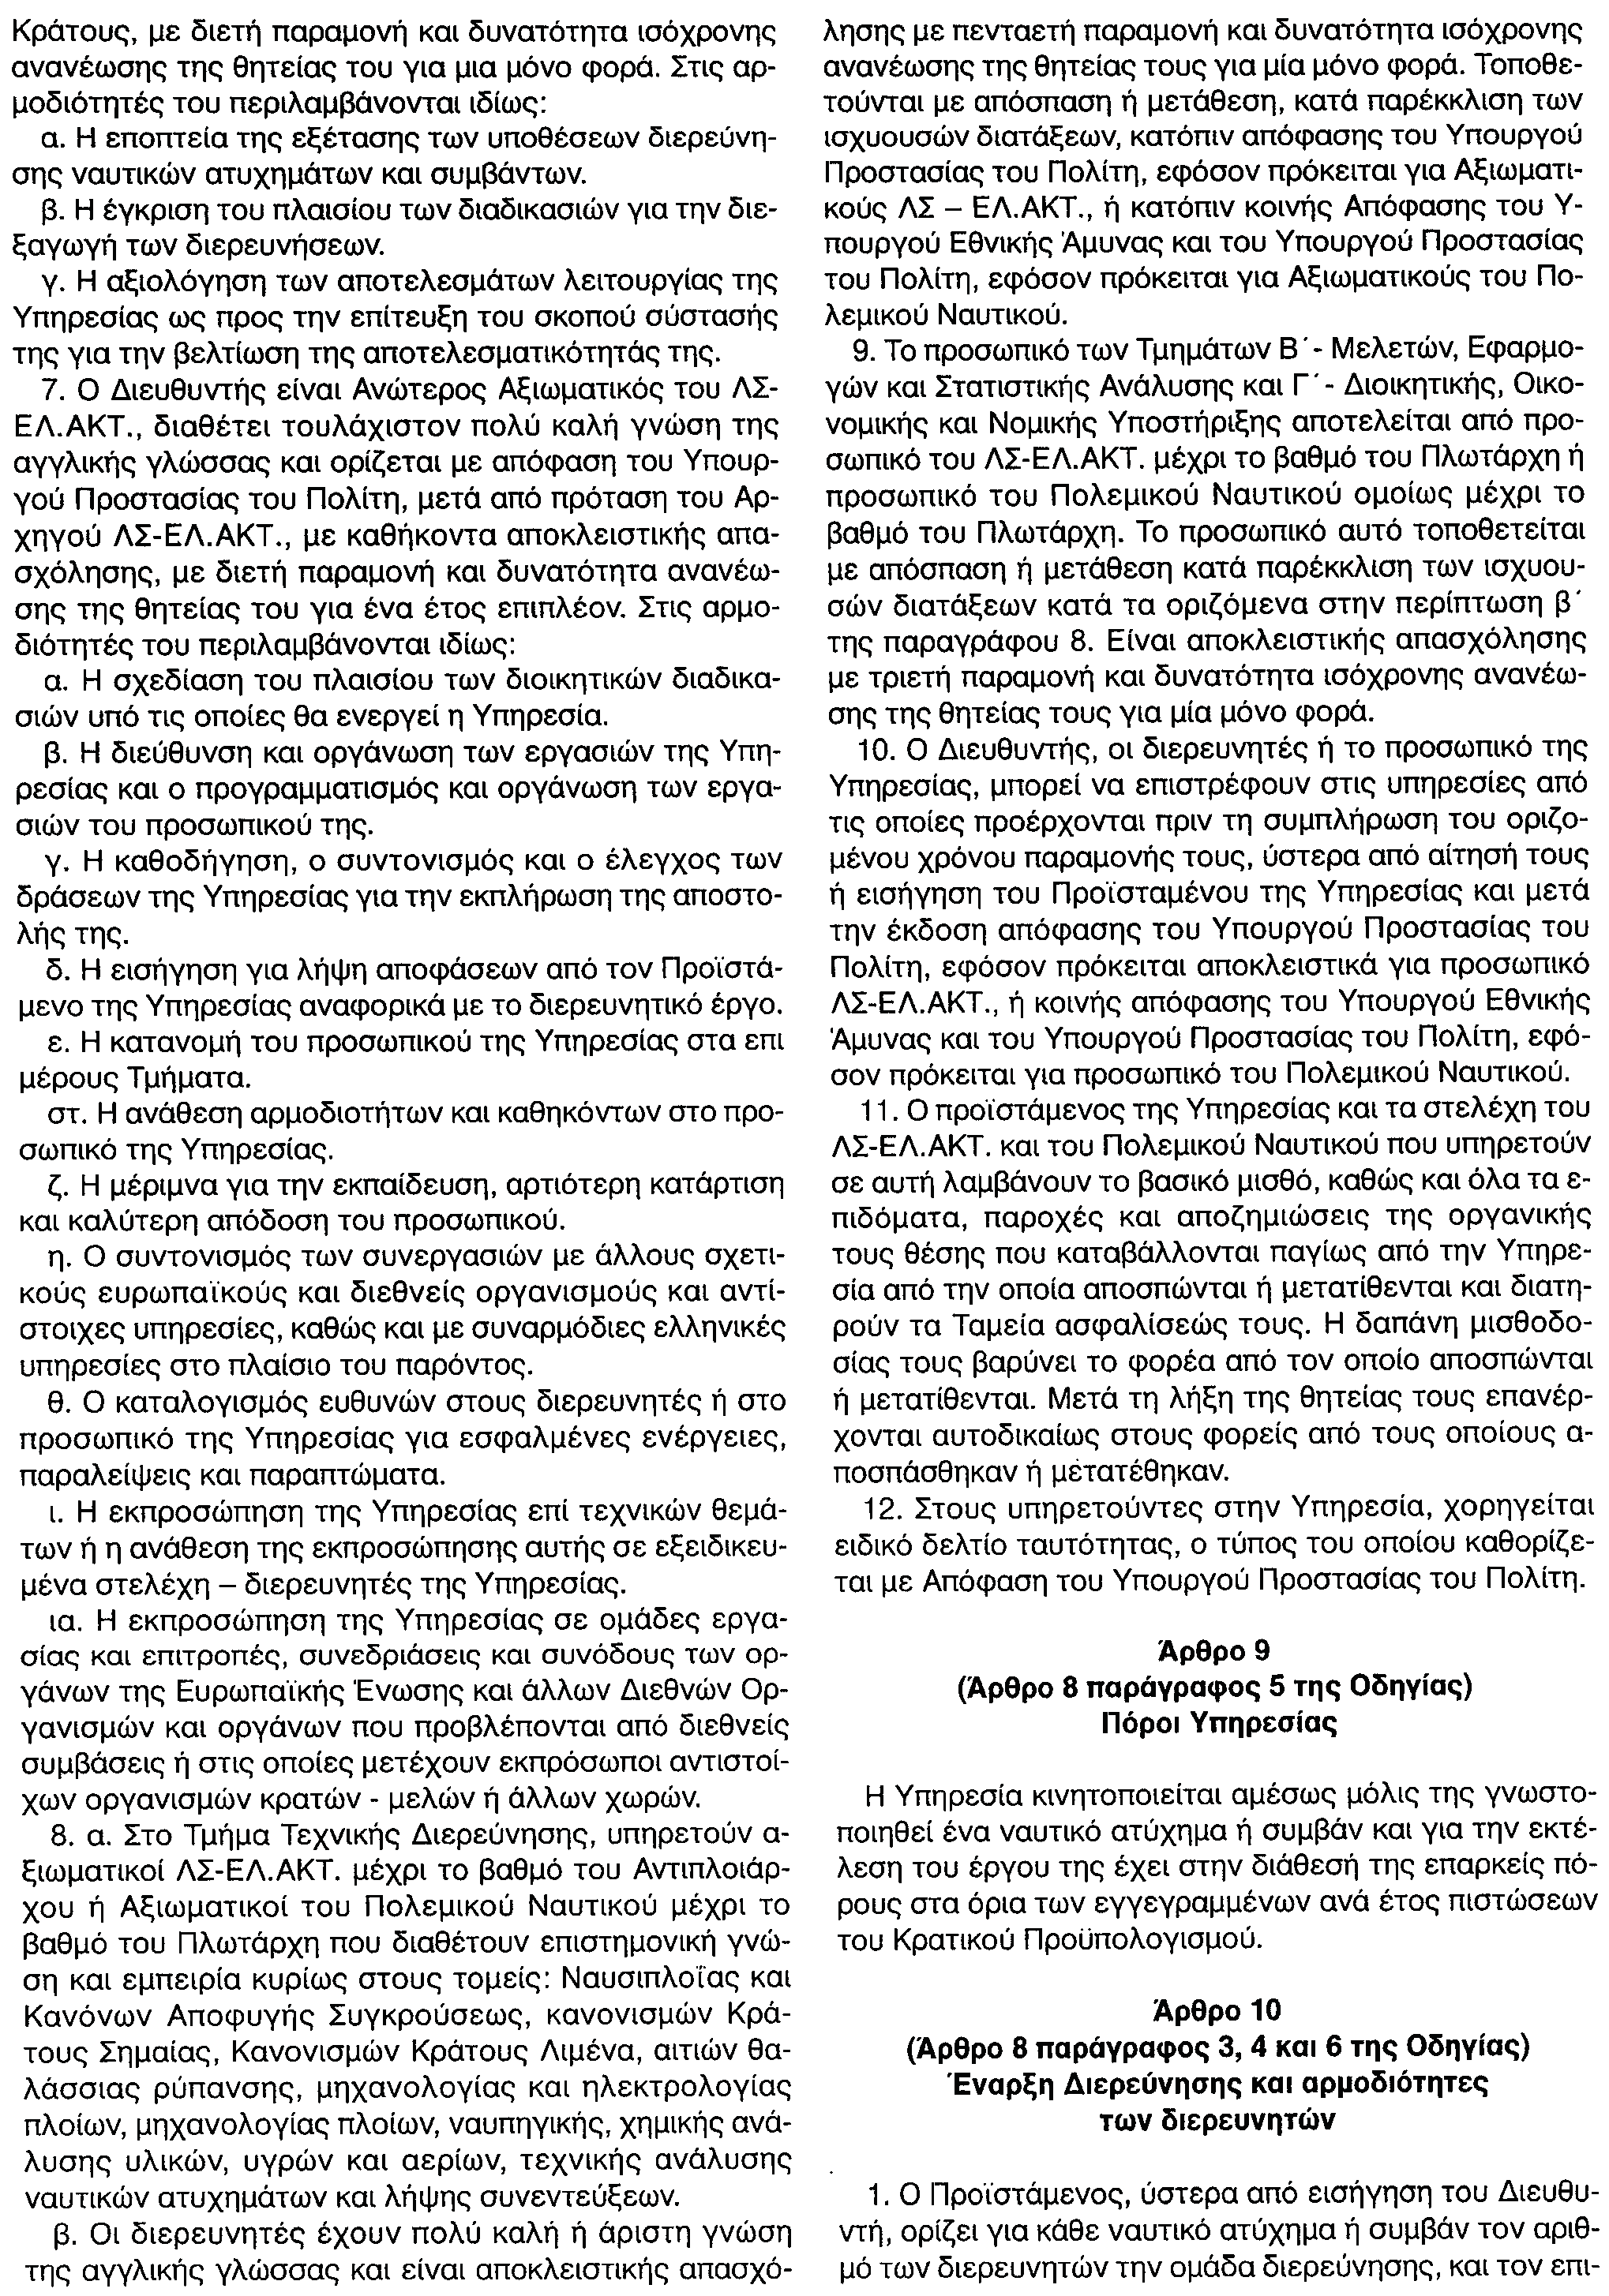 Κράτους, με διετή παραμονή και δυνατότητα ισόχρονης
ανανέωσης της θητείας του για μια μόνο φορά. Στις αρ-
μοδιότητές του περιλαμβάνονται ιδίως:
α. Η εποπτεία της εξέτασης των υποθέσεων διερεύνη-
σης ναυτικών ατυχημάτων και συμβάντων.
β. Η έγκριση του πλαισίου των διαδικασιών για την διε-
ξαγωγή των διερευνήσεων.
γ. Η αξιολόγηση των αποτελεσμάτων λειτουργίας της
Υπηρεσίας ως προς την επίτευξη του σκοπού σύστασής
της για την βελτίωση της αποτελεσματικότητάς της.
7. Ο Διευθυντής είναι Ανώτερος Αξιωματικός του ΛΣ-
ΕΛ.ΑΚΤ., διαθέτει τουλάχιστον πολύ καλή γνώση της
αγγλικής γλώσσας και ορίζεται με απόφαση του Υπουρ-
γού Προστασίας του Πολίτη, μετά από πρόταση του Αρ-
χηγού ΛΣ-ΕΛ.ΑΚΤ., με καθήκοντα αποκλειστικής απα-
σχόλησης, με διετή παραμονή και δυνατότητα ανανέω-
σης της θητείας του για ένα έτος επιπλέον. Στις αρμο-
διότητές του περιλαμβάνονται ιδίως:
α. Η σχεδίαση του πλαισίου των διοικητικών διαδικα-
σιών υπό τις οποίες θα ενεργεί η Υπηρεσία.
β. Η διεύθυνση και οργάνωση των εργασιών της Υπη-
ρεσίας και ο προγραμματισμός και οργάνωση των εργα-
σιών του προσωπικού της.
γ. Η καθοδήγηση, ο συντονισμός και ο έλεγχος των
δράσεων της Υπηρεσίας για την εκπλήρωση της αποστο-
λής της.
δ. Η εισήγηση για λήψη αποφάσεων από τον Προϊστά-
μενο της Υπηρεσίας αναφορικά με το διερευνητικό έργο.
ε. Η κατανομή του προσωπικού της Υπηρεσίας στα επι
μέρους Τμήματα.
στ. Η ανάθεση αρμοδιοτήτων και καθηκόντων στο προ-
σωπικό της Υπηρεσίας.
ζ. Η μέριμνα για την εκπαίδευση, αρτιότερη κατάρτιση
και καλύτερη απόδοση του προσωπικού.
η. Ο συντονισμός των συνεργασιών με άλλους σχετι-
κούς ευρωπαϊκούς και διεθνείς οργανισμούς και αντί-
στοιχες υπηρεσίες, καθώς και με συναρμόδιες ελληνικές
υπηρεσίες στο πλαίσιο του παρόντος.
θ. Ο καταλογισμός ευθυνών στους διερευνητές ή στο
προσωπικό της Υπηρεσίας για εσφαλμένες ενέργειες,
παραλείψεις και παραπτώματα.
ι. Η εκπροσώπηση της Υπηρεσίας επί τεχνικών θεμά-
των ή η ανάθεση της εκπροσώπησης αυτής σε εξειδικευ-
μένα στελέχη – διερευνητές της Υπηρεσίας.
ια. Η εκπροσώπηση της Υπηρεσίας σε ομάδες εργα-
σίας και επιτροπές, συνεδριάσεις και συνόδους των ορ-
γάνων της Ευρωπαϊκής Ένωσης και άλλων Διεθνών Ορ-
γανισμών και οργάνων που προβλέπονται από διεθνείς
συμβάσεις ή στις οποίες μετέχουν εκπρόσωποι αντιστοί-
χων οργανισμών κρατών - μελών ή άλλων χωρών.
8. α. Στο Τμήμα Τεχνικής Διερεύνησης, υπηρετούν α-
ξιωματικοί ΛΣ-ΕΛ.ΑΚΤ. μέχρι το βαθμό του Αντιπλοιάρ-
χου ή Αξιωματικοί του Πολεμικού Ναυτικού μέχρι το
βαθμό του Πλωτάρχη που διαθέτουν επιστημονική γνώ-
ση και εμπειρία κυρίως στους τομείς: Ναυσιπλοΐας και
Κανόνων Αποφυγής Συγκρούσεως, κανονισμών Κρά-
τους Σημαίας, Κανονισμών Κράτους Λιμένα, αιτιών θα-
λάσσιας ρύπανσης, μηχανολογίας και ηλεκτρολογίας
πλοίων, μηχανολογίας πλοίων, ναυπηγικής, χημικής ανά-
λυσης υλικών, υγρών και αερίων, τεχνικής ανάλυσης
ναυτικών ατυχημάτων και λήψης συνεντεύξεων.
β. Οι διερευνητές έχουν πολύ καλή ή άριστη γνώση
της αγγλικής γλώσσας και είναι αποκλειστικής απασχό-
λησης με πενταετή παραμονή και δυνατότητα ισόχρονης
ανανέωσης της θητείας τους για μία μόνο φορά. Τοποθε-
τούνται με απόσπαση ή μετάθεση, κατά παρέκκλιση των
ισχυουσών διατάξεων, κατόπιν απόφασης του Υπουργού
Προστασίας του Πολίτη, εφόσον πρόκειται για Αξιωματι-
κούς ΛΣ – ΕΛ.ΑΚΤ., ή κατόπιν κοινής Απόφασης του Υ-
πουργού Εθνικής Άμυνας και του Υπουργού Προστασίας
του Πολίτη, εφόσον πρόκειται για Αξιωματικούς του Πο-
λεμικού Ναυτικού.
9. Το προσωπικό των Τμημάτων Β΄- Μελετών, Εφαρμο-
γών και Στατιστικής Ανάλυσης και Γ΄- Διοικητικής, Οικο-
νομικής και Νομικής Υποστήριξης αποτελείται από προ-
σωπικό του ΛΣ-ΕΛ.ΑΚΤ. μέχρι το βαθμό του Πλωτάρχη ή
προσωπικό του Πολεμικού Ναυτικού ομοίως μέχρι το
βαθμό του Πλωτάρχη. Το προσωπικό αυτό τοποθετείται
με απόσπαση ή μετάθεση κατά παρέκκλιση των ισχυου-
σών διατάξεων κατά τα οριζόμενα στην περίπτωση β΄
της παραγράφου 8. Είναι αποκλειστικής απασχόλησης
με τριετή παραμονή και δυνατότητα ισόχρονης ανανέω-
σης της θητείας τους για μία μόνο φορά.
10. Ο Διευθυντής, οι διερευνητές ή το προσωπικό της
Υπηρεσίας, μπορεί να επιστρέφουν στις υπηρεσίες από
τις οποίες προέρχονται πριν τη συμπλήρωση του οριζο-
μένου χρόνου παραμονής τους, ύστερα από αίτησή τους
ή εισήγηση του Προϊσταμένου της Υπηρεσίας και μετά
την έκδοση απόφασης του Υπουργού Προστασίας του
Πολίτη, εφόσον πρόκειται αποκλειστικά για προσωπικό
ΛΣ-ΕΛ.ΑΚΤ., ή κοινής απόφασης του Υπουργού Εθνικής
Άμυνας και του Υπουργού Προστασίας του Πολίτη, εφό-
σον πρόκειται για προσωπικό του Πολεμικού Ναυτικού.
11. Ο προϊστάμενος της Υπηρεσίας και τα στελέχη του
ΛΣ-ΕΛ.ΑΚΤ. και του Πολεμικού Ναυτικού που υπηρετούν
σε αυτή λαμβάνουν το βασικό μισθό, καθώς και όλα τα ε-
πιδόματα, παροχές και αποζημιώσεις της οργανικής
τους θέσης που καταβάλλονται παγίως από την Υπηρε-
σία από την οποία αποσπώνται ή μετατίθενται και διατη-
ρούν τα Ταμεία ασφαλίσεώς τους. Η δαπάνη μισθοδο-
σίας τους βαρύνει το φορέα από τον οποίο αποσπώνται
ή μετατίθενται. Μετά τη λήξη της θητείας τους επανέρ-
χονται αυτοδικαίως στους φορείς από τους οποίους α-
ποσπάσθηκαν ή μετατέθηκαν.
12. Στους υπηρετούντες στην Υπηρεσία, χορηγείται
ειδικό δελτίο ταυτότητας, ο τύπος του οποίου καθορίζε-
ται με Απόφαση του Υπουργού Προστασίας του Πολίτη.
Άρθρο 9
(Άρθρο 8 παράγραφος 5 της Οδηγίας)
Πόροι Υπηρεσίας
Η Υπηρεσία κινητοποιείται αμέσως μόλις της γνωστο-
ποιηθεί ένα ναυτικό ατύχημα ή συμβάν και για την εκτέ-
λεση του έργου της έχει στην διάθεσή της επαρκείς πό-
ρους στα όρια των εγγεγραμμένων ανά έτος πιστώσεων
του Κρατικού Προϋπολογισμού.
Άρθρο 10
(Άρθρο 8 παράγραφος 3, 4 και 6 της Οδηγίας)
Έναρξη Διερεύνησης και αρμοδιότητες
των διερευνητών
1. Ο Προϊστάμενος, ύστερα από εισήγηση του Διευθυ-
ντή, ορίζει για κάθε ναυτικό ατύχημα ή συμβάν τον αριθ-
μό των διερευνητών την ομάδα διερεύνησης, και τον επι-